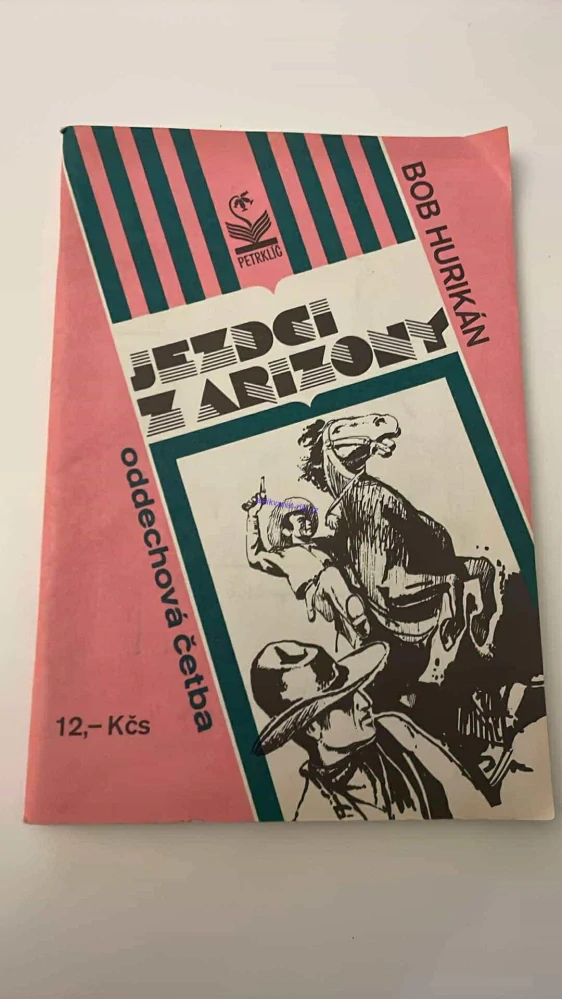 PETRKLÍČ
BOB HURIKÁN
JEZDCI
Z ARIZONY
oddechová četba
12,– Kčs